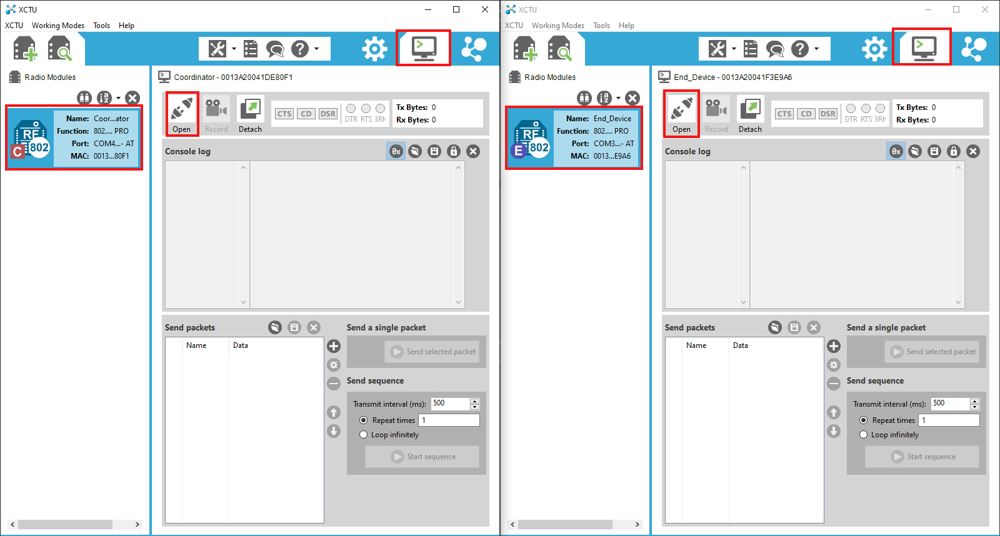 XCTU
XCTU Working Modes Tools Help
Radio Modules
Name: Coor...ator
Function: 802.... PRO
Port: COM4...- AT
MAC: 0013...80F1
RF
802
C
Coordinator - 0013A20041DE80F1
Open Record Detach
CTS CD DSR
DTR RTS BRK
Tx Bytes: 0
Rx Bytes: 0
Console log
0x
Send packets
Name Data
Send a single packet
Send selected packet
Send sequence
Transmit interval (ms): 500
Repeat times 1
Loop infinitely
Start sequence
XCTU
XCTU Working Modes Tools Help
Radio Modules
Name: End_Device
Function: 802.... PRO
Port: COM3...- AT
MAC: 0013...E9A6
RF
802
E
End_Device - 0013A20041F3E9A6
Open Record Detach
CTS CD DSR
DTR RTS BRK
Tx Bytes: 0
Rx Bytes: 0
Console log
0x
Send packets
Name Data
Send a single packet
Send selected packet
Send sequence
Transmit interval (ms): 500
Repeat times 1
Loop infinitely
Start sequence